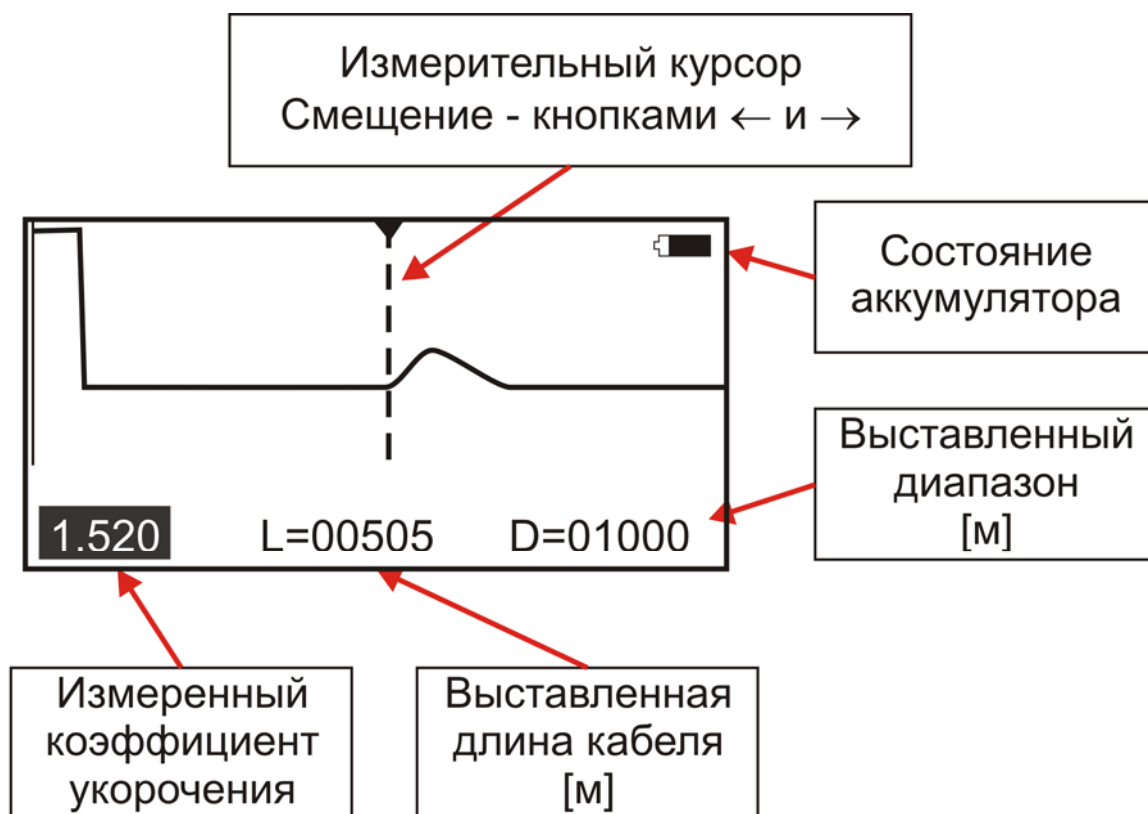 Измерительный курсор
Смещение - кнопками ← и →
Состояние
аккумулятора
Выставленный
диапазон
[м]
1.520 L=00505 D=01000
Измеренный
коэффициент
укорочения
Выставленная
длина кабеля
[м]